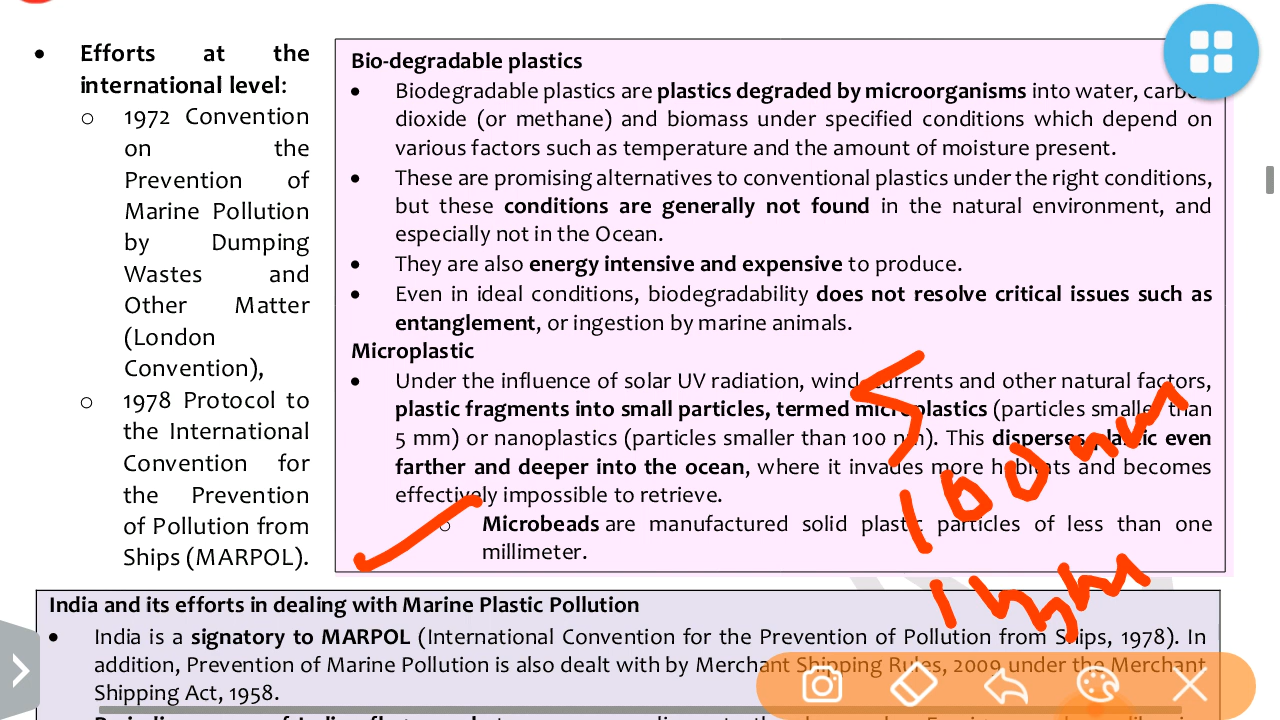 • Efforts at the
international level:
o 1972 Convention
on the
Prevention of
Marine Pollution
by Dumping
Wastes and
Other Matter
(London
Convention),
o 1978 Protocol to
the International
Convention for
the Prevention
of Pollution from
Ships (MARPOL).
Bio-degradable plastics
• Biodegradable plastics are plastics degraded by microorganisms into water, carbon
dioxide (or methane) and biomass under specified conditions which depend on
various factors such as temperature and the amount of moisture present.
• These are promising alternatives to conventional plastics under the right conditions,
but these conditions are generally not found in the natural environment, and
especially not in the Ocean.
• They are also energy intensive and expensive to produce.
• Even in ideal conditions, biodegradability does not resolve critical issues such as
entanglement, or ingestion by marine animals.
Microplastic
• Under the influence of solar UV radiation, wind, currents and other natural factors,
plastic fragments into small particles, termed microplastics (particles smaller than
5 mm) or nanoplastics (particles smaller than 100 nm). This disperses plastic even
farther and deeper into the ocean, where it invades more habitats and becomes
effectively impossible to retrieve.
o Microbeads are manufactured solid plastic particles of less than one
millimeter.
100nm
India and its efforts in dealing with Marine Plastic Pollution
• India is a signatory to MARPOL (International Convention for the Prevention of Pollution from Ships, 1978). In
addition, Prevention of Marine Pollution is also dealt with by Merchant Shipping Rules, 2009 under the Merchant
Shipping Act, 1958.